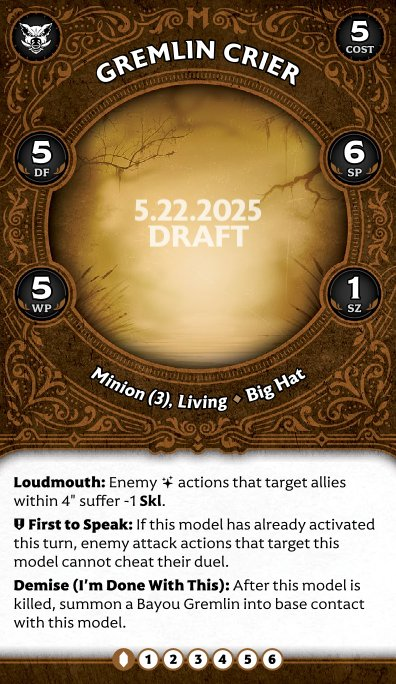 GREMLIN CRIER
5
COST
5
DF
6
SP
5.22.2025
DRAFT
5
WP
1
SZ
Minion (3), Living ◆ Big Hat
Loudmouth: Enemy actions that target allies
within 4" suffer -1 Skl.
First to Speak: If this model has already activated
this turn, enemy attack actions that target this
model cannot cheat their duel.
Demise (I'm Done With This): After this model is
killed, summon a Bayou Gremlin into base contact
with this model.
1 2 3 4 5 6